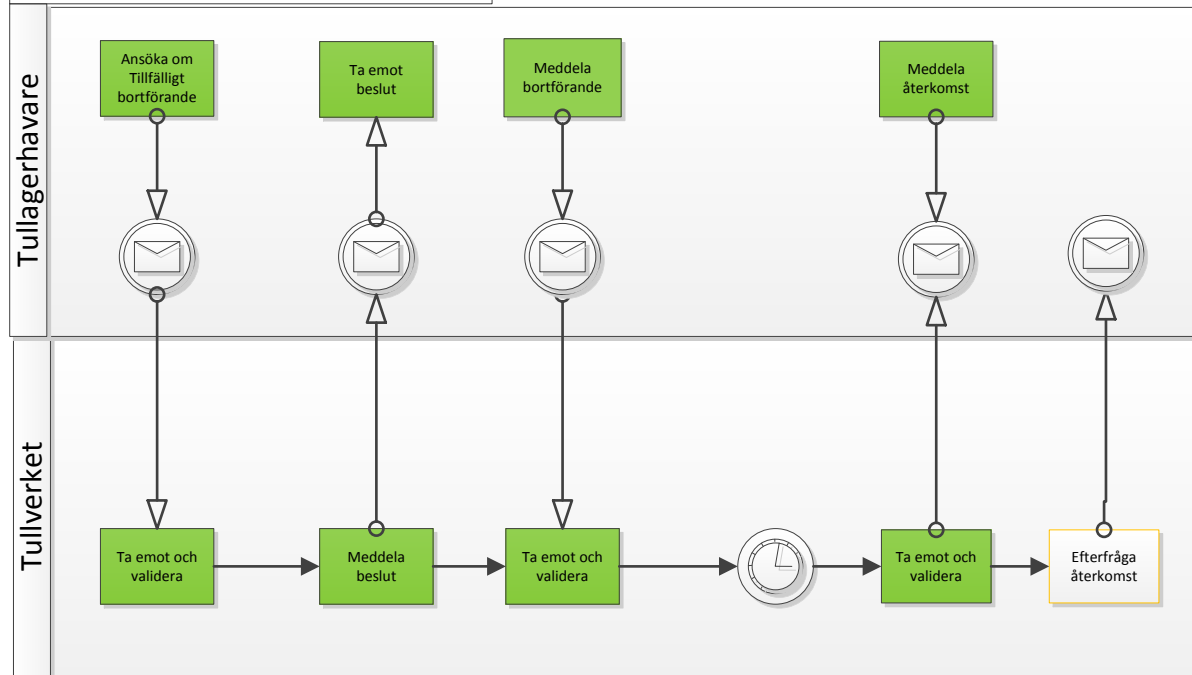 Tullagerhavare
Ansöka om
Tillfälligt
bortförande
Ta emot
beslut
Meddela
bortförande
Meddela
återkomst
Tullverket
Ta emot och
validera
Meddela
beslut
Ta emot och
validera
Ta emot och
validera
Efterfråga
återkomst